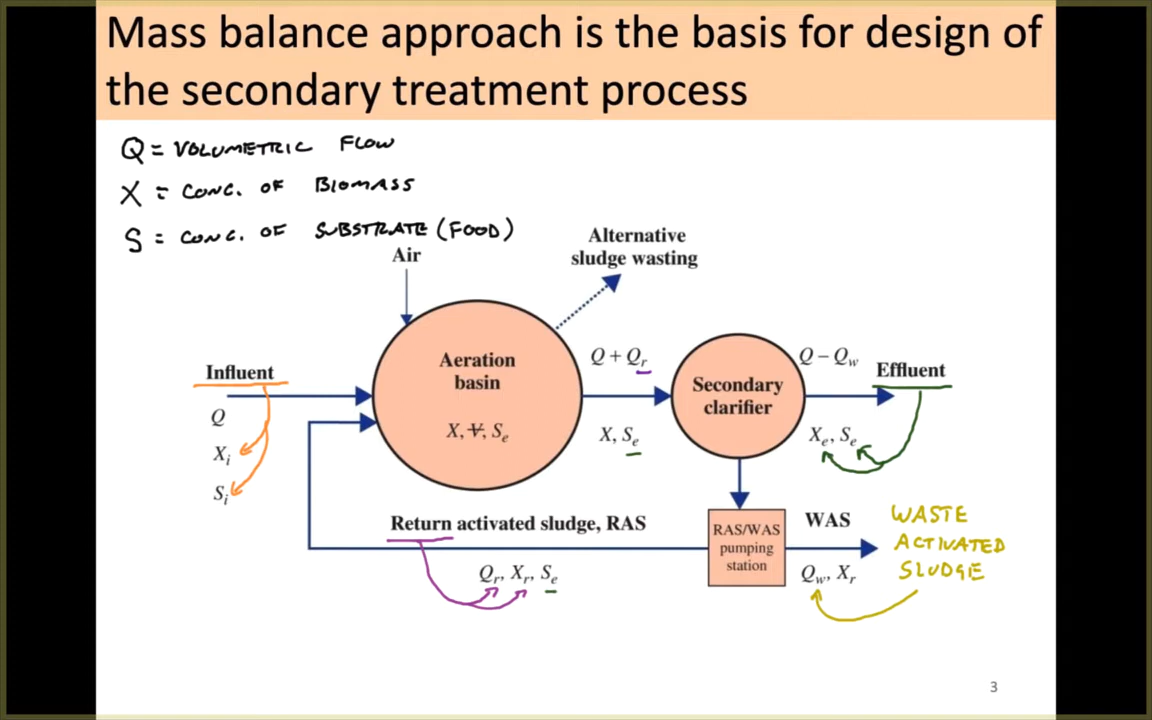 Mass balance approach is the basis for design of
the secondary treatment process
Q = VOLUMETRIC FLOW
X = CONC. OF BIOMASS
S = CONC. OF SUBSTRATE (FOOD)
Air
Alternative
sludge wasting
Influent
Q
Xᵢ
Sᵢ
Aeration
basin
X, V, Sₑ
Q + Qᵣ
X, Sₑ
Secondary
clarifier
Q – Q_w
Effluent
Xₑ, Sₑ
Return activated sludge, RAS
Qᵣ, Xᵣ, Sₑ
RAS/WAS
pumping
station
WAS
Q_w, Xᵣ
WASTE
ACTIVATED
SLUDGE
3